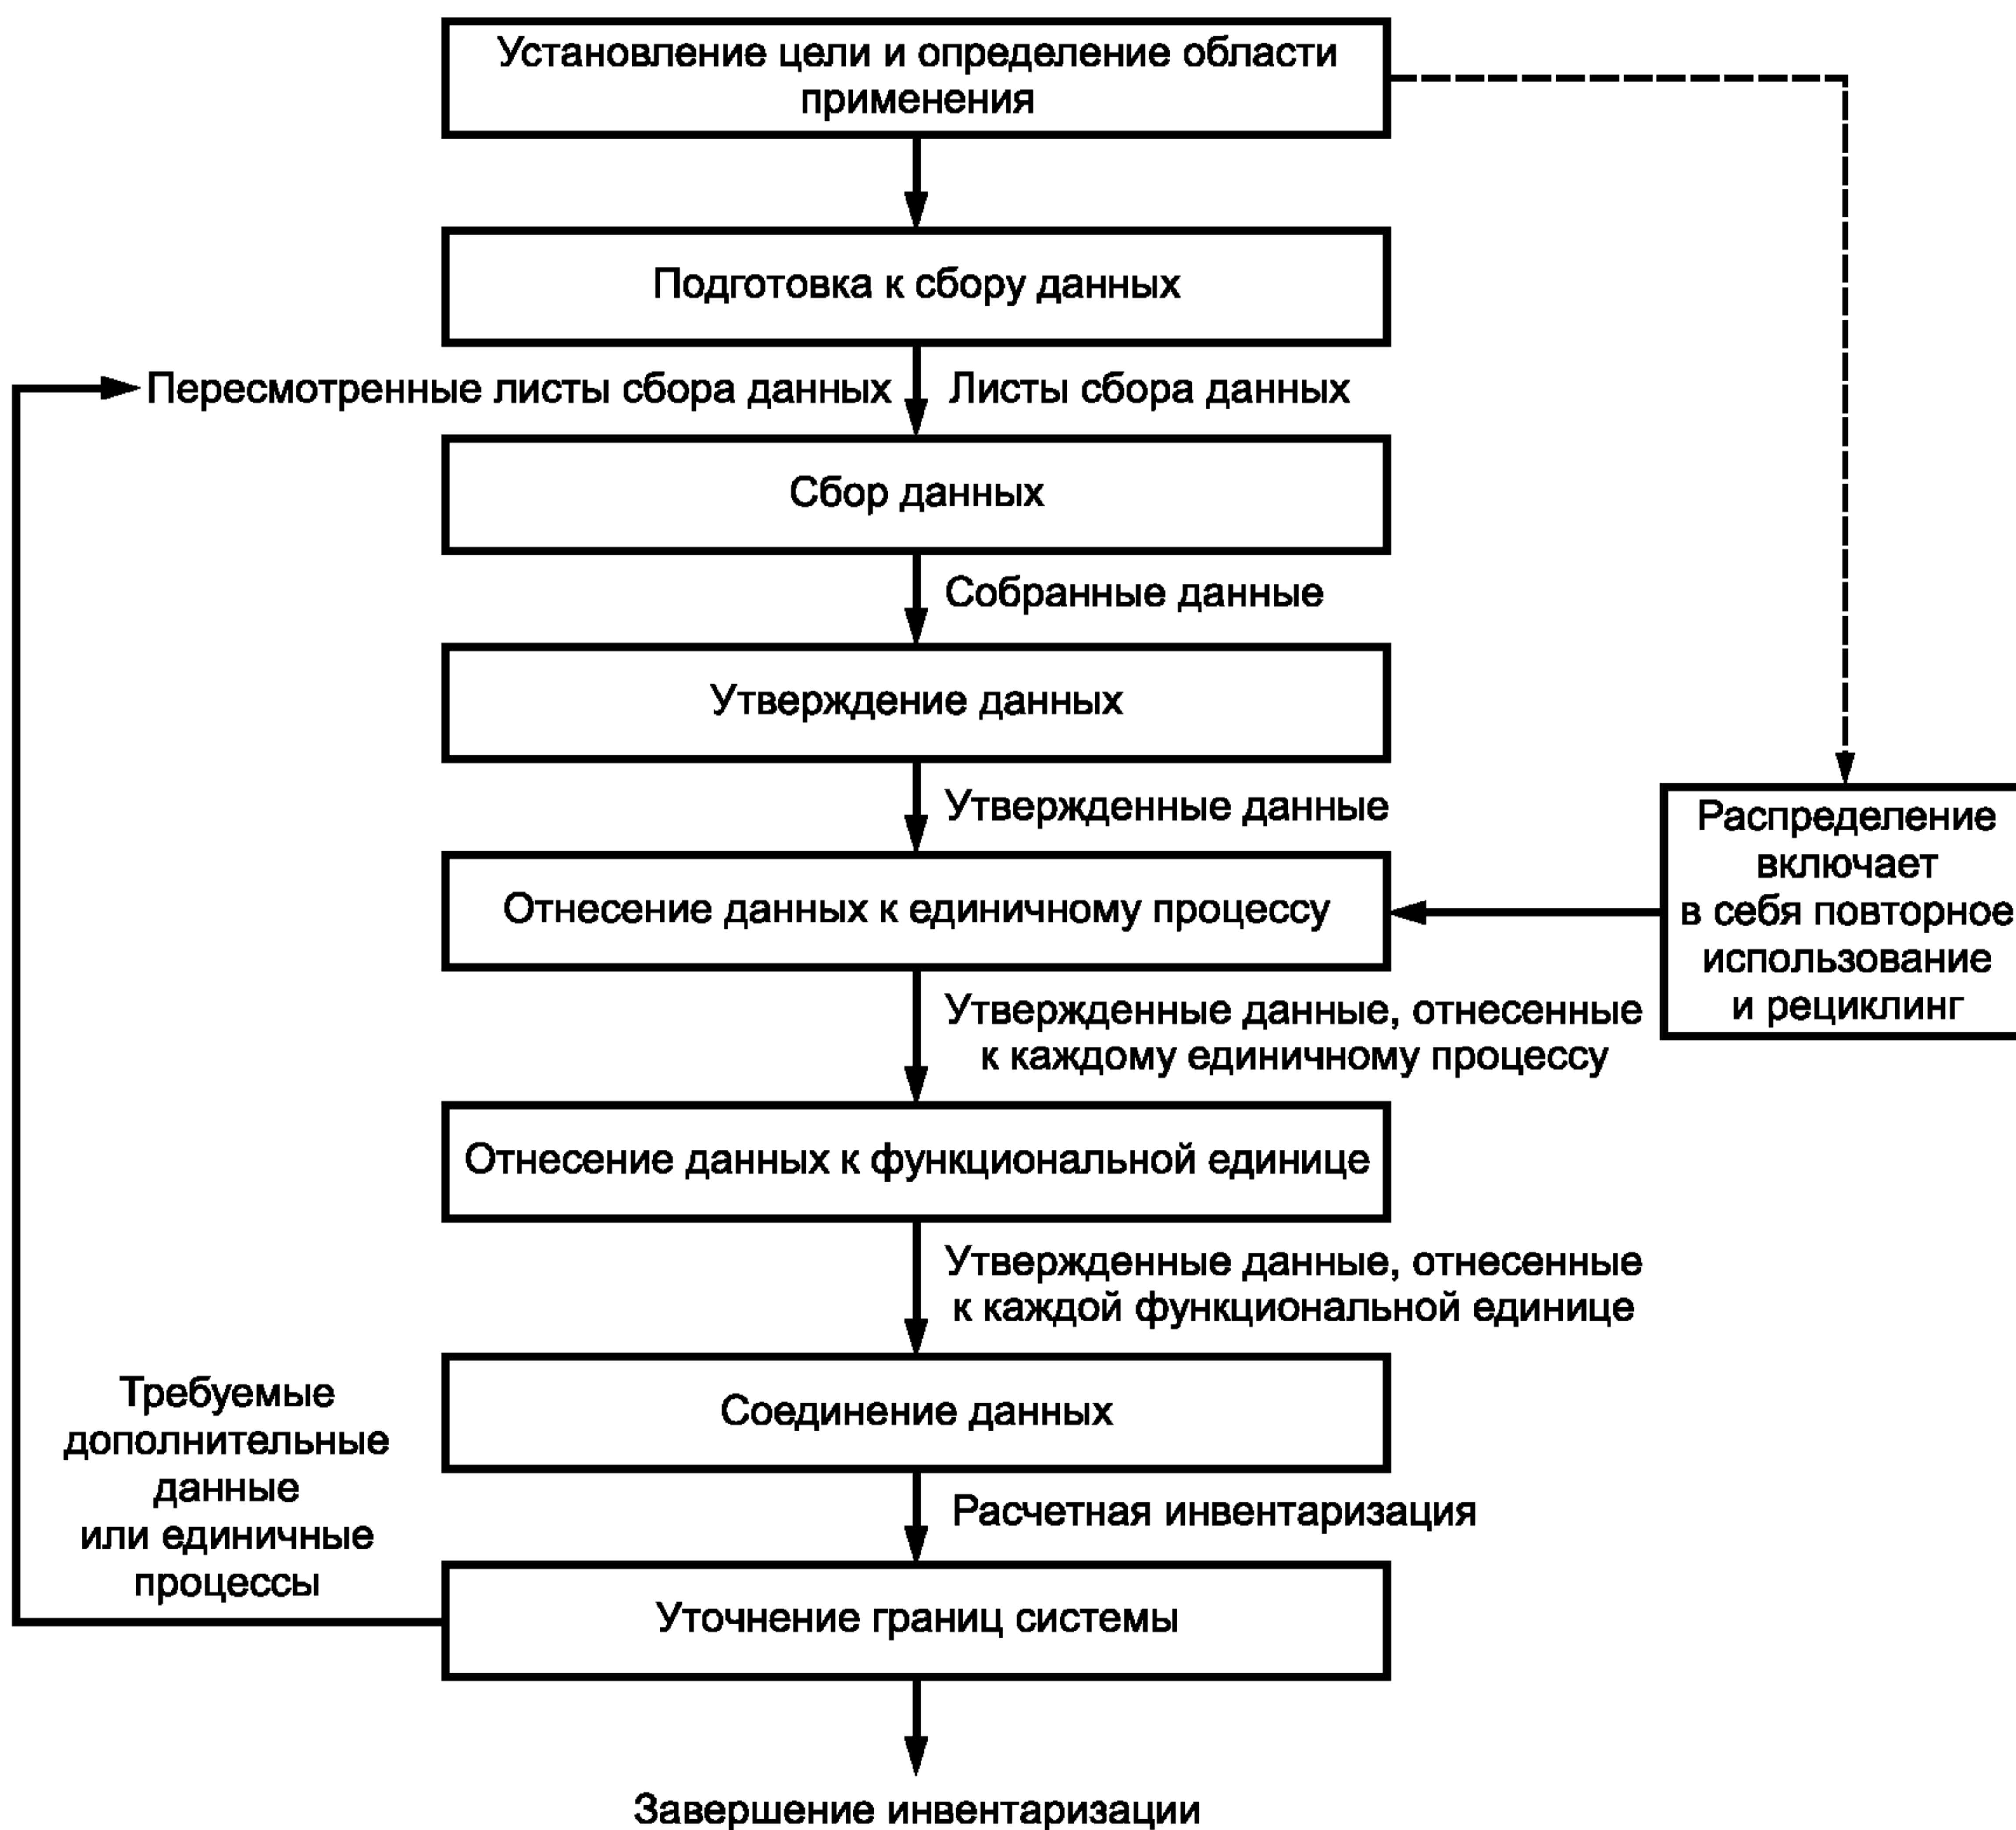 Установление цели и определение области
применения
Подготовка к сбору данных
Пересмотренные листы сбора данных
Листы сбора данных
Сбор данных
Собранные данные
Утверждение данных
Утвержденные данные
Распределение
включает
в себя повторное
использование
и рециклинг
Отнесение данных к единичному процессу
Утвержденные данные, отнесенные
к каждому единичному процессу
Отнесение данных к функциональной единице
Утвержденные данные, отнесенные
к каждой функциональной единице
Соединение данных
Требуемые
дополнительные
данные
или единичные
процессы
Расчетная инвентаризация
Уточнение границ системы
Завершение инвентаризации